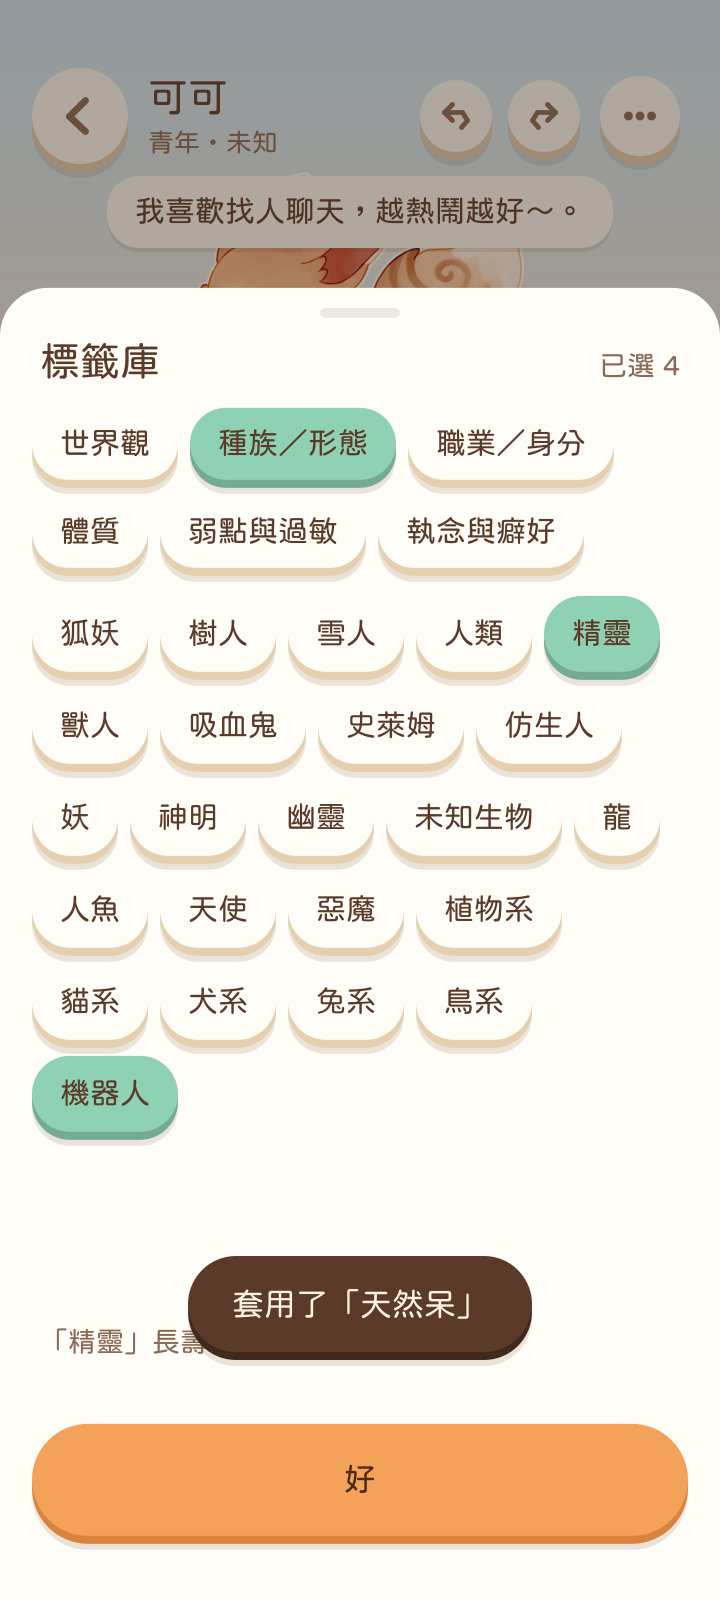 可可
青年・未知
我喜歡找人聊天，越熱鬧越好～。
標籤庫
已選 4
世界觀 種族／形態 職業／身分
體質 弱點與過敏 執念與癖好
狐妖 樹人 雪人 人類 精靈
獸人 吸血鬼 史萊姆 仿生人
妖 神明 幽靈 未知生物 龍
人魚 天使 惡魔 植物系
貓系 犬系 兔系 鳥系
機器人
套用了「天然呆」
「精靈」長壽
好